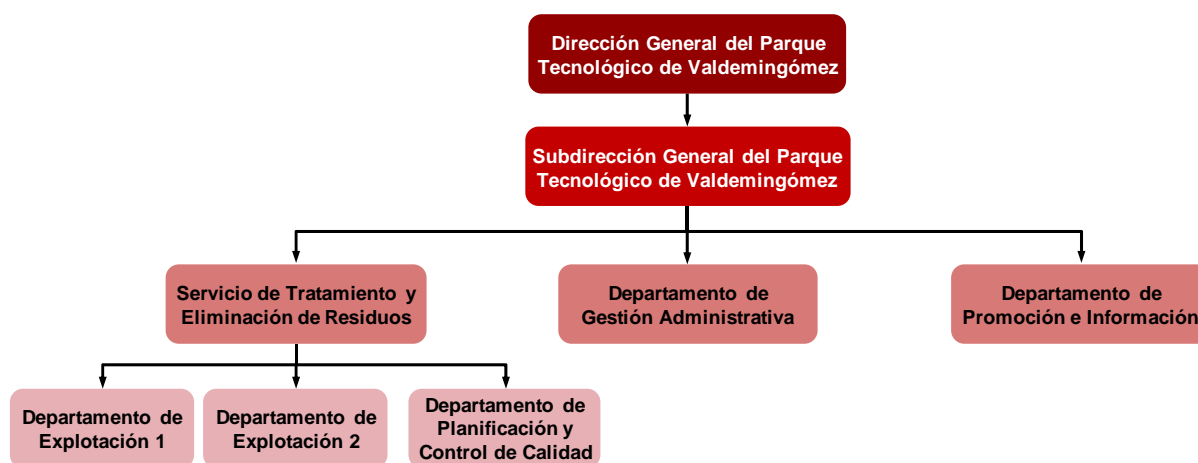 Dirección General del Parque
Tecnológico de Valdemingómez
Subdirección General del Parque
Tecnológico de Valdemingómez
Servicio de Tratamiento y
Eliminación de Residuos
Departamento de
Gestión Administrativa
Departamento de
Promoción e Información
Departamento de
Explotación 1
Departamento de
Explotación 2
Departamento de
Planificación y
Control de Calidad